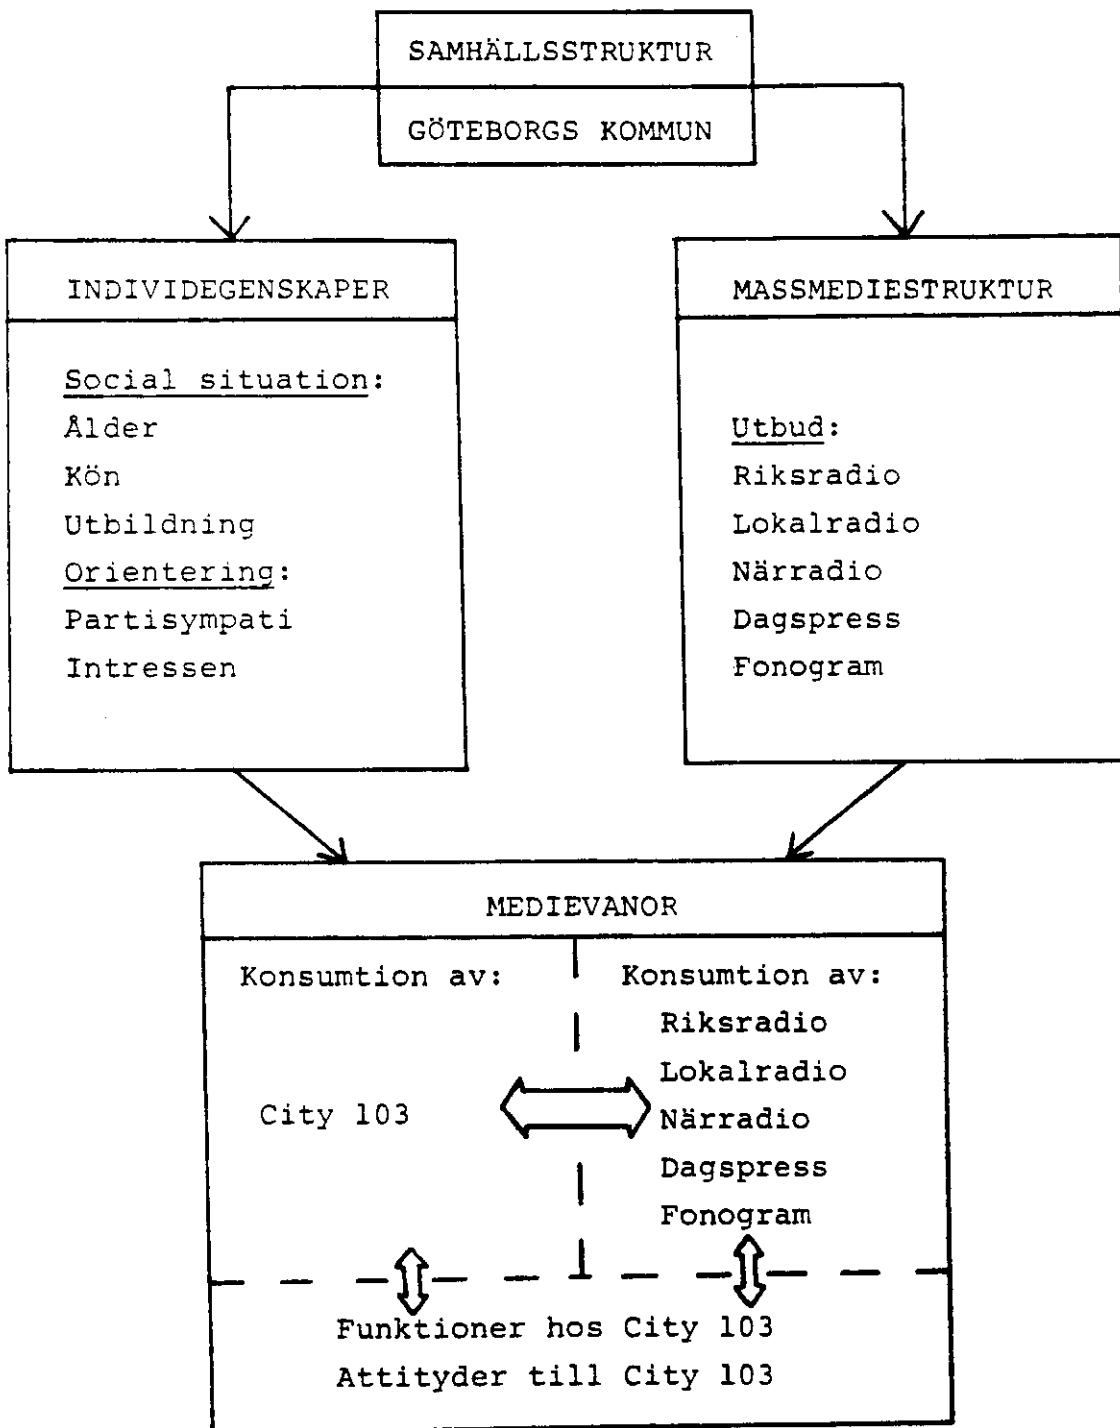 SAMHÄLLSSTRUKTUR
GÖTEBORGS KOMMUN
INDIVIDEGENSKAPER
Social situation:
Ålder
Kön
Utbildning
Orientering:
Partisympati
Intressen
MASSMEDIESTRUKTUR
Utbud:
Riksradio
Lokalradio
Närradio
Dagspress
Fonogram
MEDIEVANOR
Konsumtion av:
City 103
Konsumtion av:
Riksradio
Lokalradio
Närradio
Dagspress
Fonogram
Funktioner hos City 103
Attityder till City 103